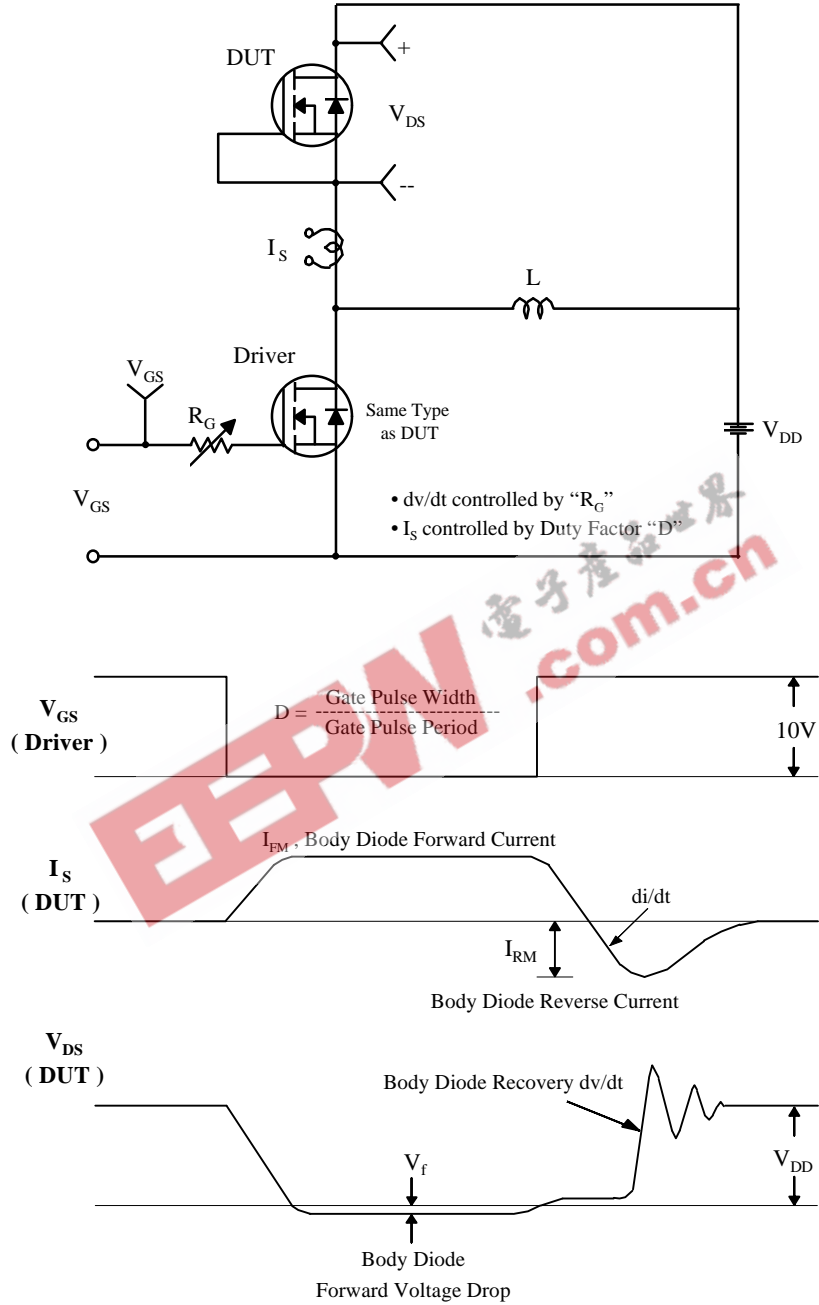 DUT
+
V_DS
--
I_S
L
Driver
V_GS
R_G
Same Type
as DUT
V_DD
V_GS
• dv/dt controlled by “R_G”
• I_S controlled by Duty Factor “D”
電子產品世界
EEPW.com.cn
V_GS
( Driver )
D = Gate Pulse Width
Gate Pulse Period
10V
I_FM , Body Diode Forward Current
I_S
( DUT )
di/dt
I_RM
Body Diode Reverse Current
V_DS
( DUT )
Body Diode Recovery dv/dt
V_f
V_DD
Body Diode
Forward Voltage Drop